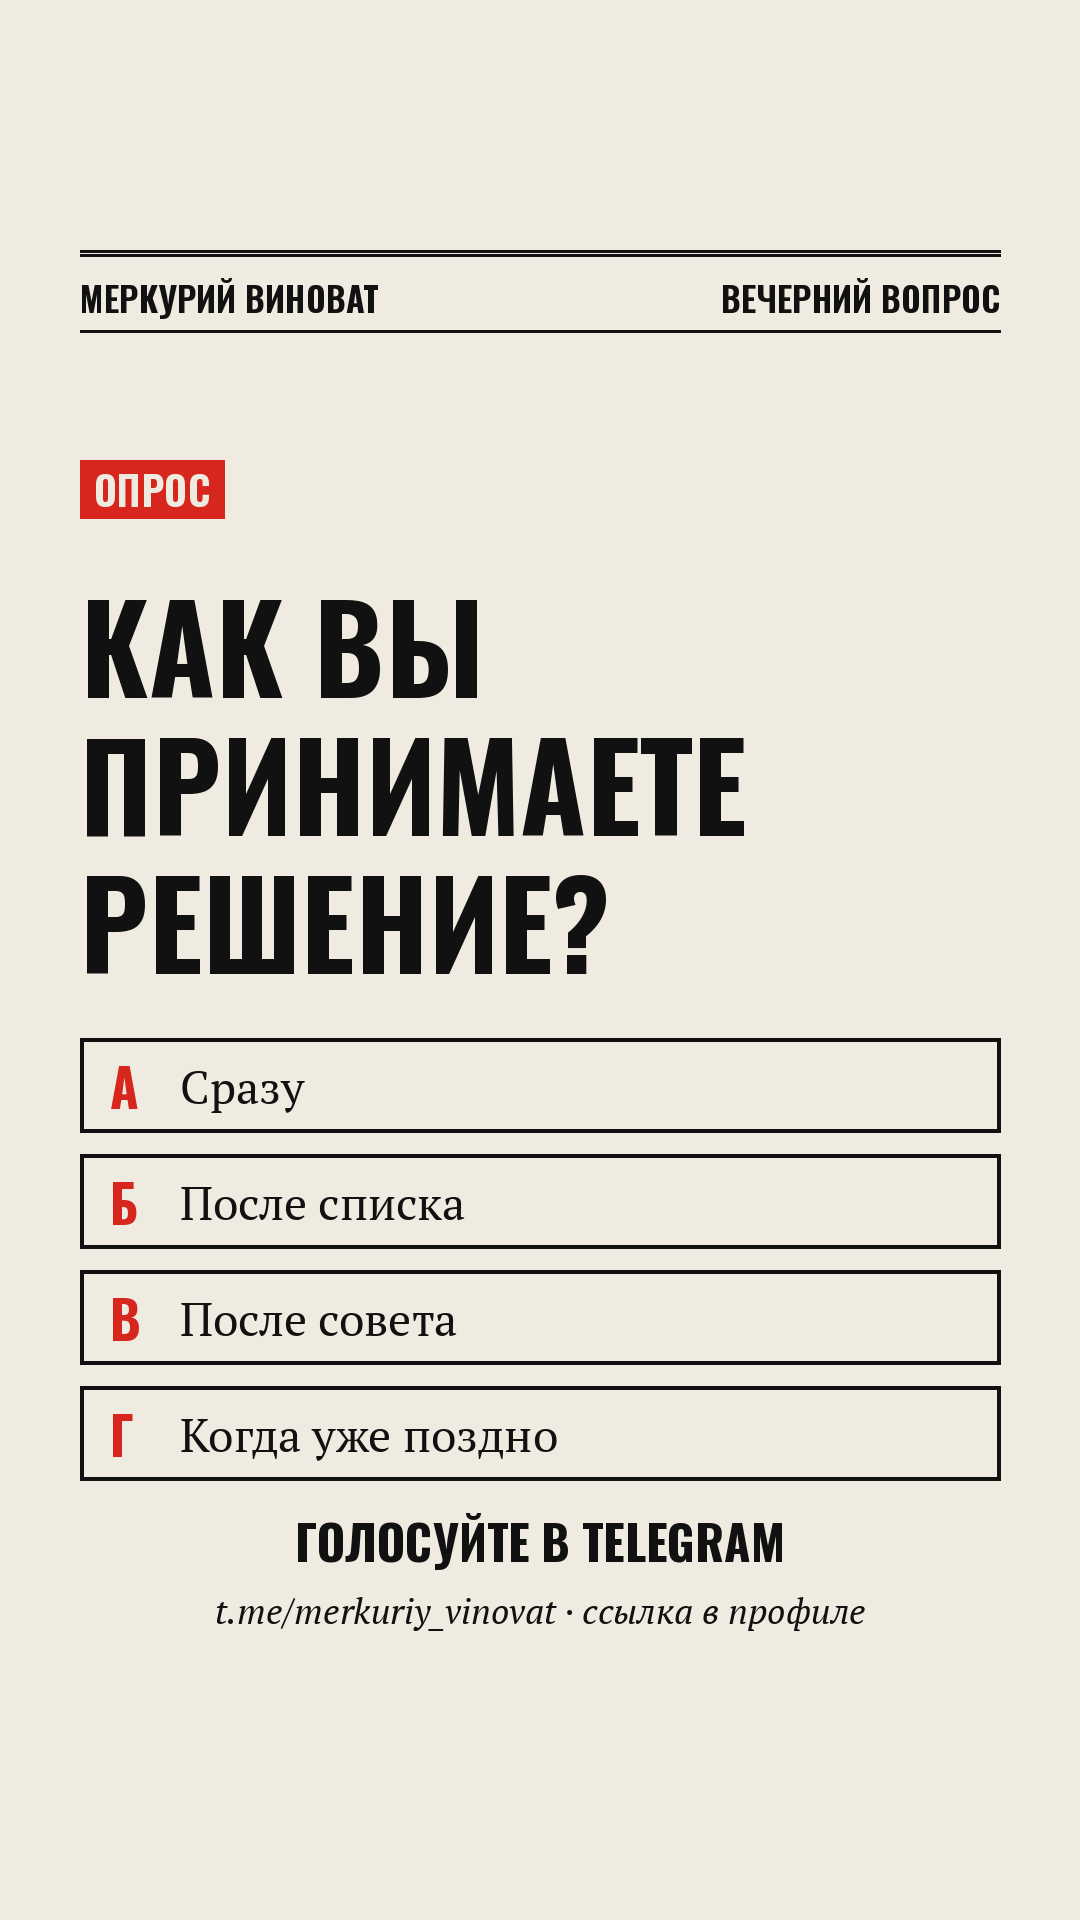 МЕРКУРИЙ ВИНОВАТ ВЕЧЕРНИЙ ВОПРОС
ОПРОС
КАК ВЫ
ПРИНИМАЕТЕ
РЕШЕНИЕ?
А Сразу
Б После списка
В После совета
Г Когда уже поздно
ГОЛОСУЙТЕ В TELEGRAM
t.me/merkuriy_vinovat · ссылка в профиле